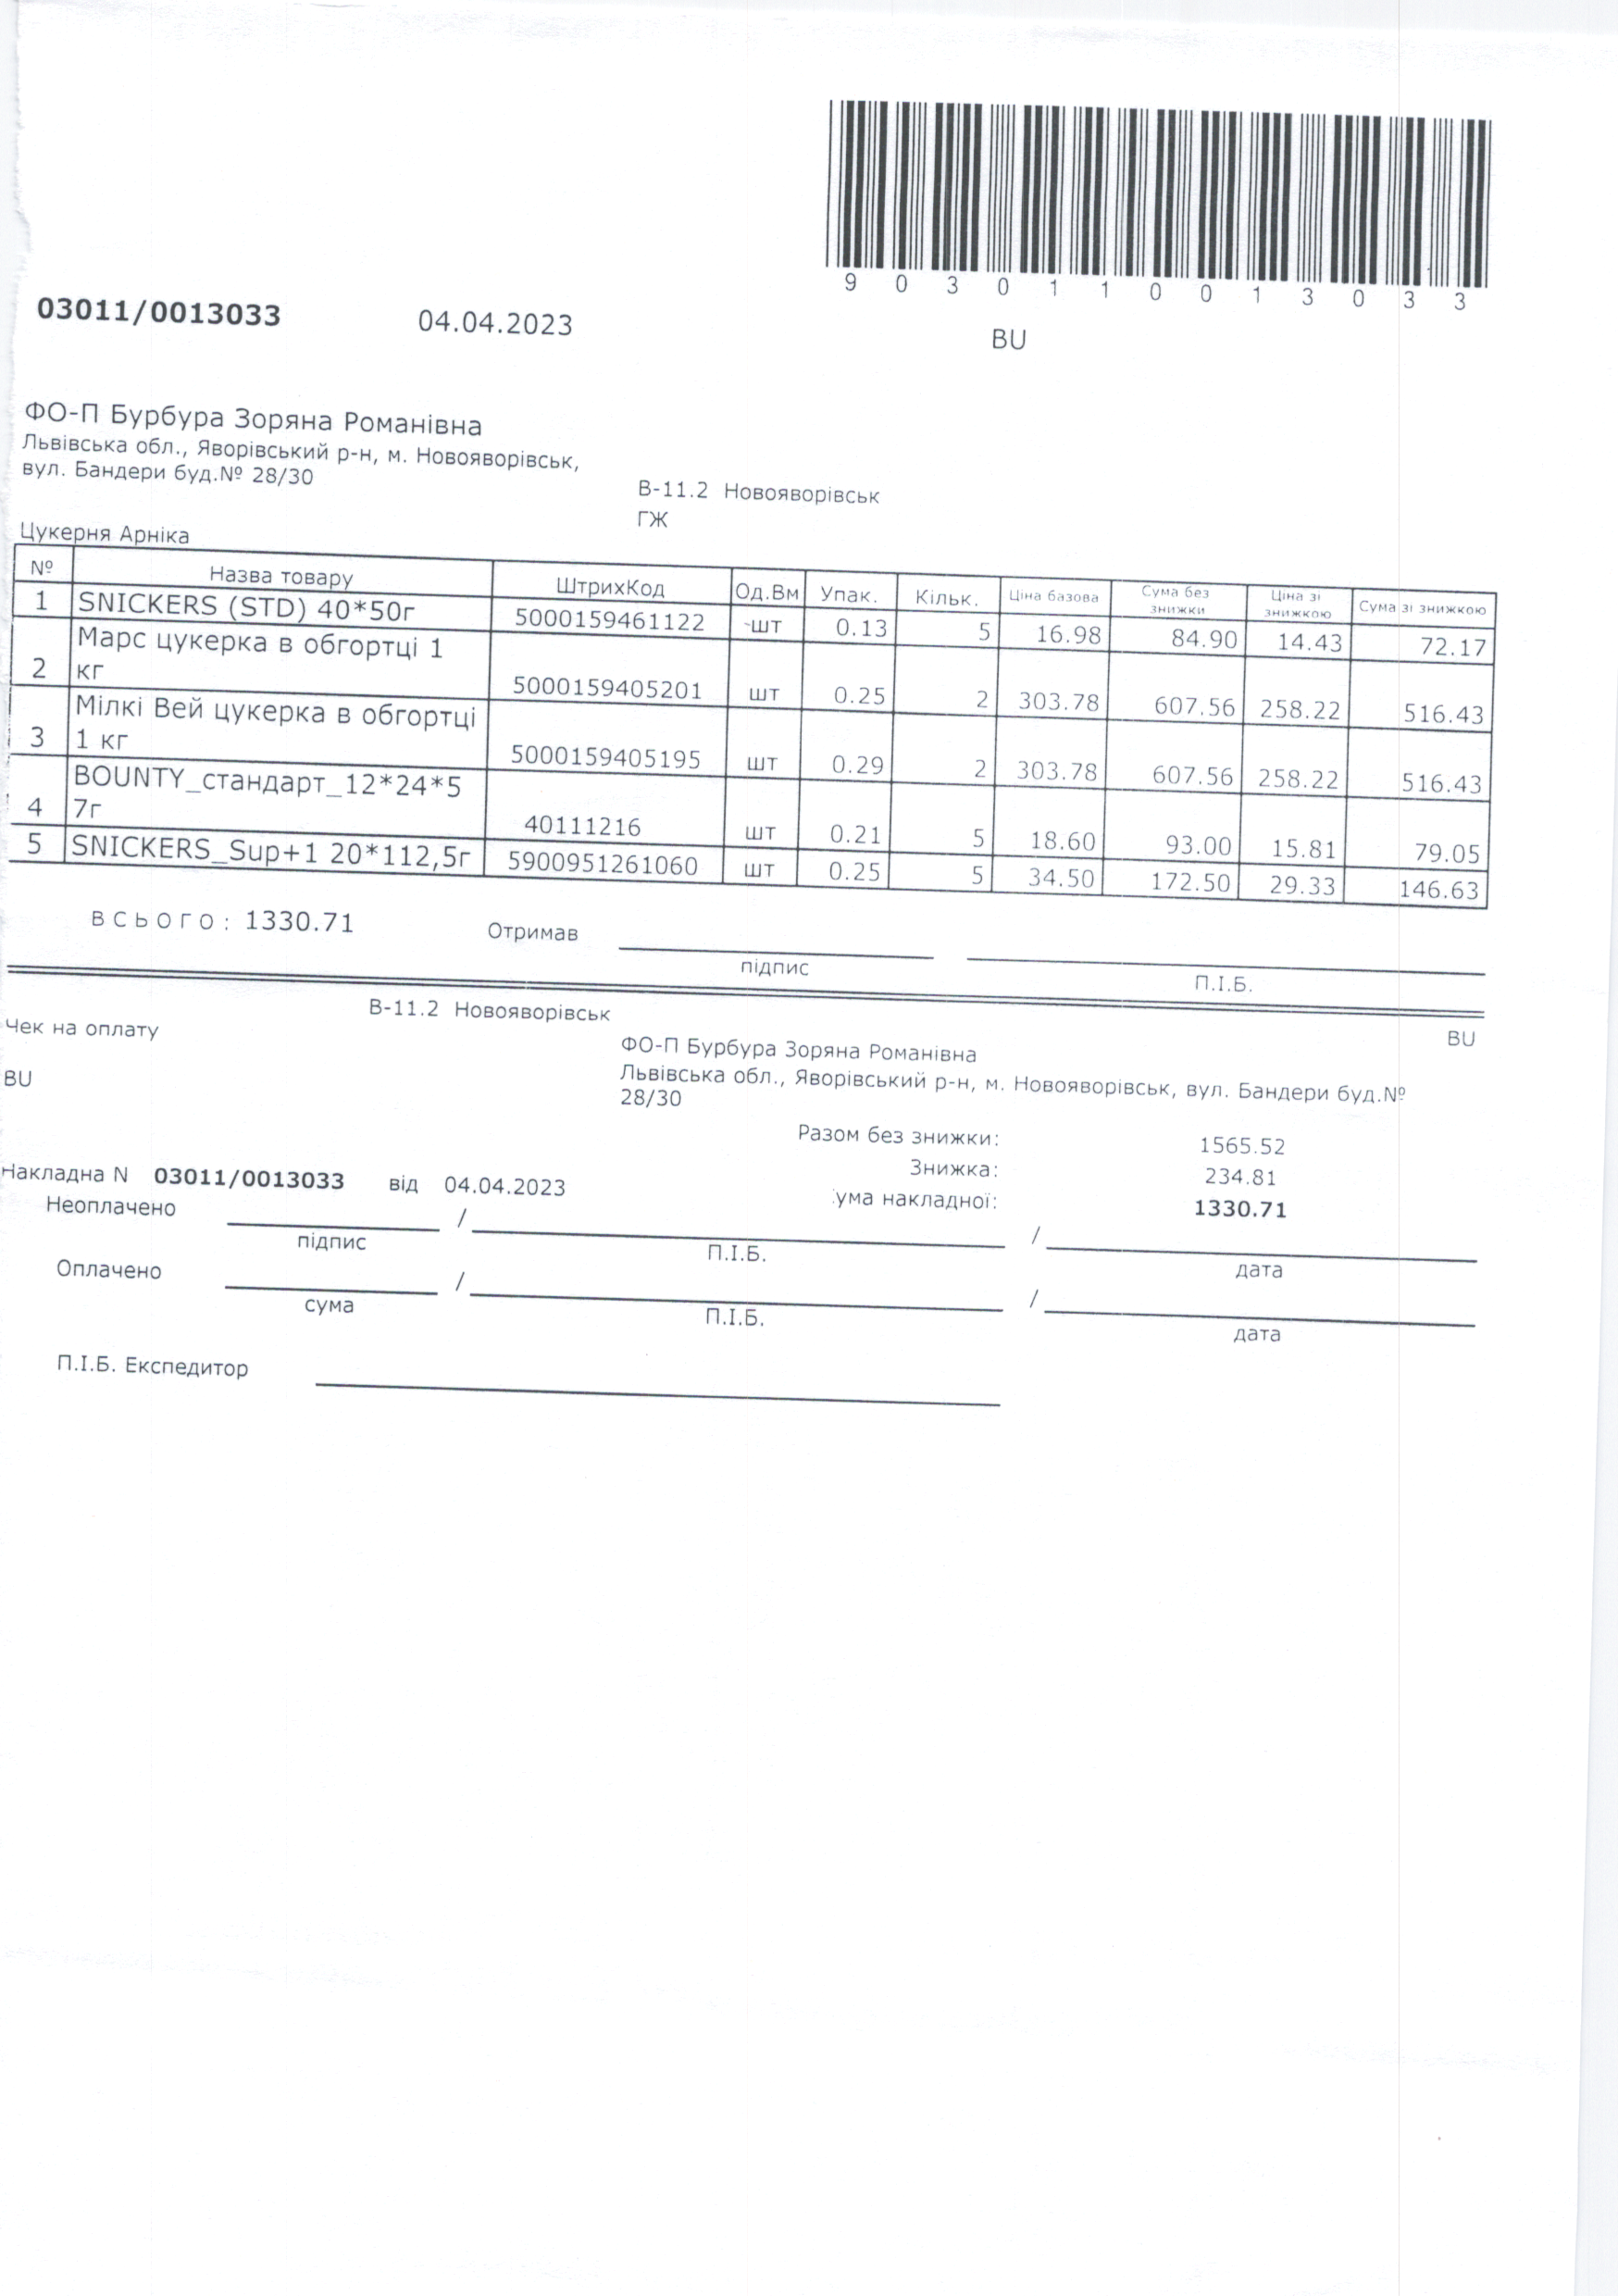 9 0 3 0 1 1 0 0 1 3 0 3 3
03011/0013033 04.04.2023 BU
ФО-П Бурбура Зоряна Романівна
Львівська обл., Яворівський р-н, м. Новояворівськ,
вул. Бандери буд.№ 28/30
В-11.2 Новояворівськ
ГЖ
Цукерня Арніка
№ Назва товару ШтрихКод Од.Вм Упак. Кільк. Ціна базова Сума без знижки Ціна зі знижкою Сума зі знижкою
1 SNICKERS (STD) 40*50г 5000159461122 шт 0.13 5 16.98 84.90 14.43 72.17
Марс цукерка в обгортці 1
2 кг 5000159405201 шт 0.25 2 303.78 607.56 258.22 516.43
Мілкі Вей цукерка в обгортці
3 1 кг 5000159405195 шт 0.29 2 303.78 607.56 258.22 516.43
BOUNTY_стандарт_12*24*5
4 7г 40111216 шт 0.21 5 18.60 93.00 15.81 79.05
5 SNICKERS_Sup+1 20*112,5г 5900951261060 шт 0.25 5 34.50 172.50 29.33 146.63
всього: 1330.71 Отримав
підпис П.І.Б.
В-11.2 Новояворівськ
Чек на оплату BU
ФО-П Бурбура Зоряна Романівна
BU Львівська обл., Яворівський р-н, м. Новояворівськ, вул. Бандери буд.№
28/30
Разом без знижки: 1565.52
Знижка: 234.81
Накладна N 03011/0013033 від 04.04.2023 ума накладної: 1330.71
Неоплачено / /
підпис П.І.Б. дата
Оплачено / /
сума П.І.Б. дата
П.І.Б. Експедитор